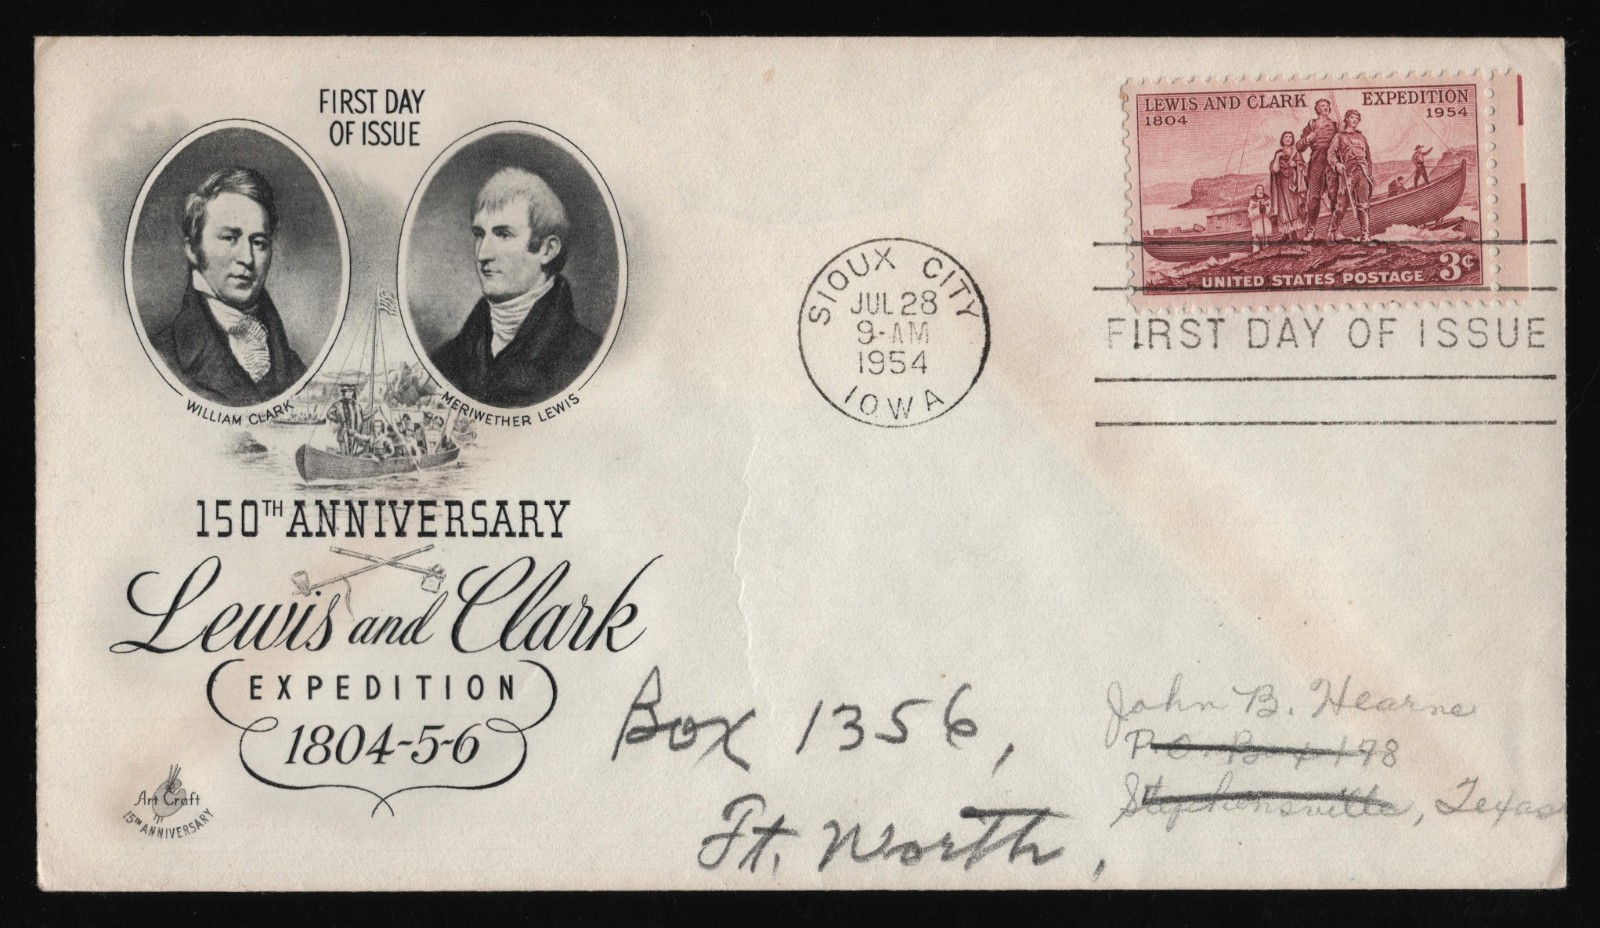 FIRST DAY
OF ISSUE
WILLIAM CLARK
MERIWETHER LEWIS
150TH ANNIVERSARY
Lewis and Clark
EXPEDITION
1804-5-6
Art Craft
15TH ANNIVERSARY
SIOUX CITY
JUL 28
9-AM
1954
IOWA
LEWIS AND CLARK EXPEDITION
1804 1954
UNITED STATES POSTAGE 3¢
FIRST DAY OF ISSUE
John B. Hearne
P.O. Box 178
Stephensville, Texas
Box 1356,
Ft. Worth,